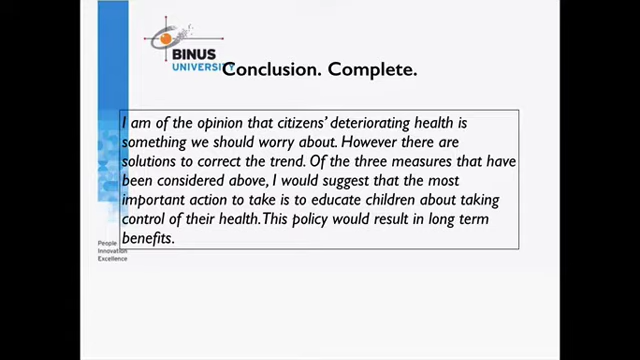 BINUS
UNIVERSITY
Conclusion. Complete.
I am of the opinion that citizens' deteriorating health is
something we should worry about. However there are
solutions to correct the trend. Of the three measures that have
been considered above, I would suggest that the most
important action to take is to educate children about taking
control of their health. This policy would result in long term
benefits.
People
Innovation
Excellence